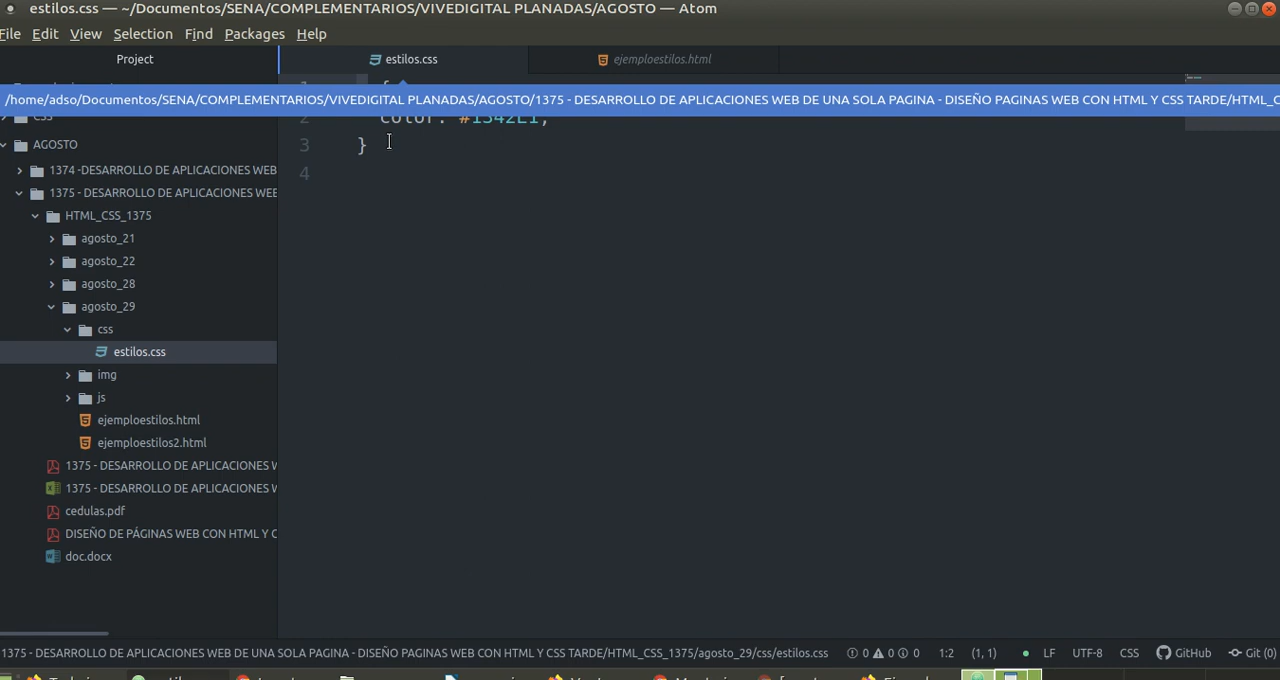 estilos.css — ~/Documentos/SENA/COMPLEMENTARIOS/VIVEDIGITAL PLANADAS/AGOSTO — Atom
File Edit View Selection Find Packages Help
Project
estilos.css
ejemploestilos.html
/home/adso/Documentos/SENA/COMPLEMENTARIOS/VIVEDIGITAL PLANADAS/AGOSTO/1375 - DESARROLLO DE APLICACIONES WEB DE UNA SOLA PAGINA - DISEÑO PAGINAS WEB CON HTML Y CSS TARDE/HTML_C
2 color: #1342E1;
3 }
4
AGOSTO
1374 -DESARROLLO DE APLICACIONES WEB
1375 - DESARROLLO DE APLICACIONES WEB
HTML_CSS_1375
agosto_21
agosto_22
agosto_28
agosto_29
css
estilos.css
img
js
ejemploestilos.html
ejemploestilos2.html
1375 - DESARROLLO DE APLICACIONES W
1375 - DESARROLLO DE APLICACIONES W
cedulas.pdf
DISEÑO DE PÁGINAS WEB CON HTML Y C
doc.docx
1375 - DESARROLLO DE APLICACIONES WEB DE UNA SOLA PAGINA - DISEÑO PAGINAS WEB CON HTML Y CSS TARDE/HTML_CSS_1375/agosto_29/css/estilos.css 0 0 0 1:2 (1, 1) LF UTF-8 CSS GitHub Git (0)